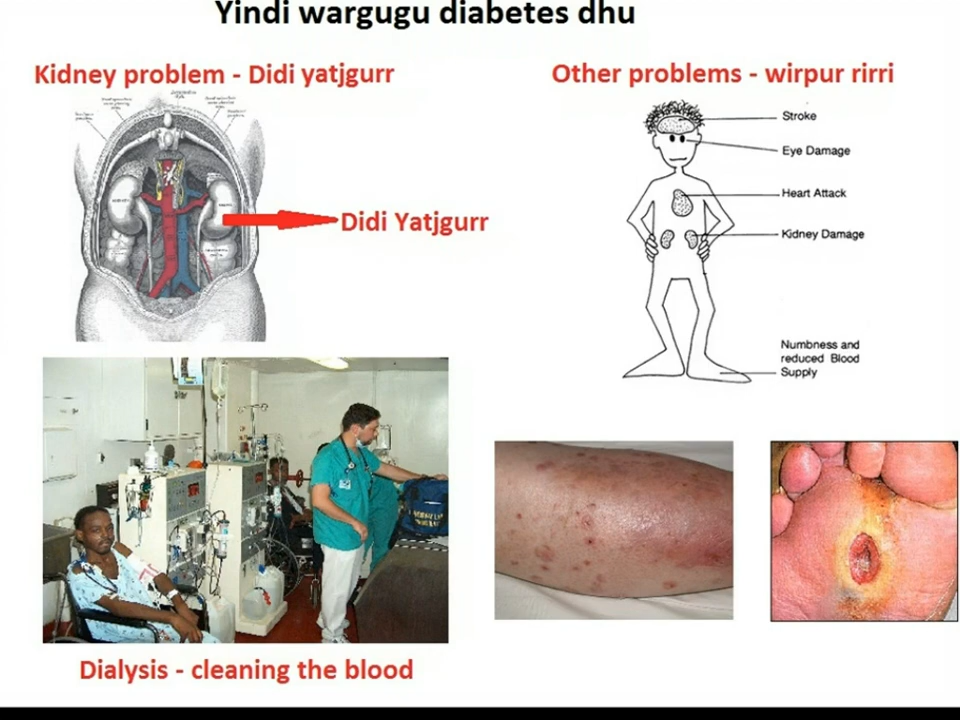 Yindi wargugu diabetes dhu
Kidney problem - Didi yatjgurr
Didi Yatjgurr
Dialysis - cleaning the blood
Other problems - wirpur rirri
Stroke
Eye Damage
Heart Attack
Kidney Damage
Numbness and
reduced Blood
Supply